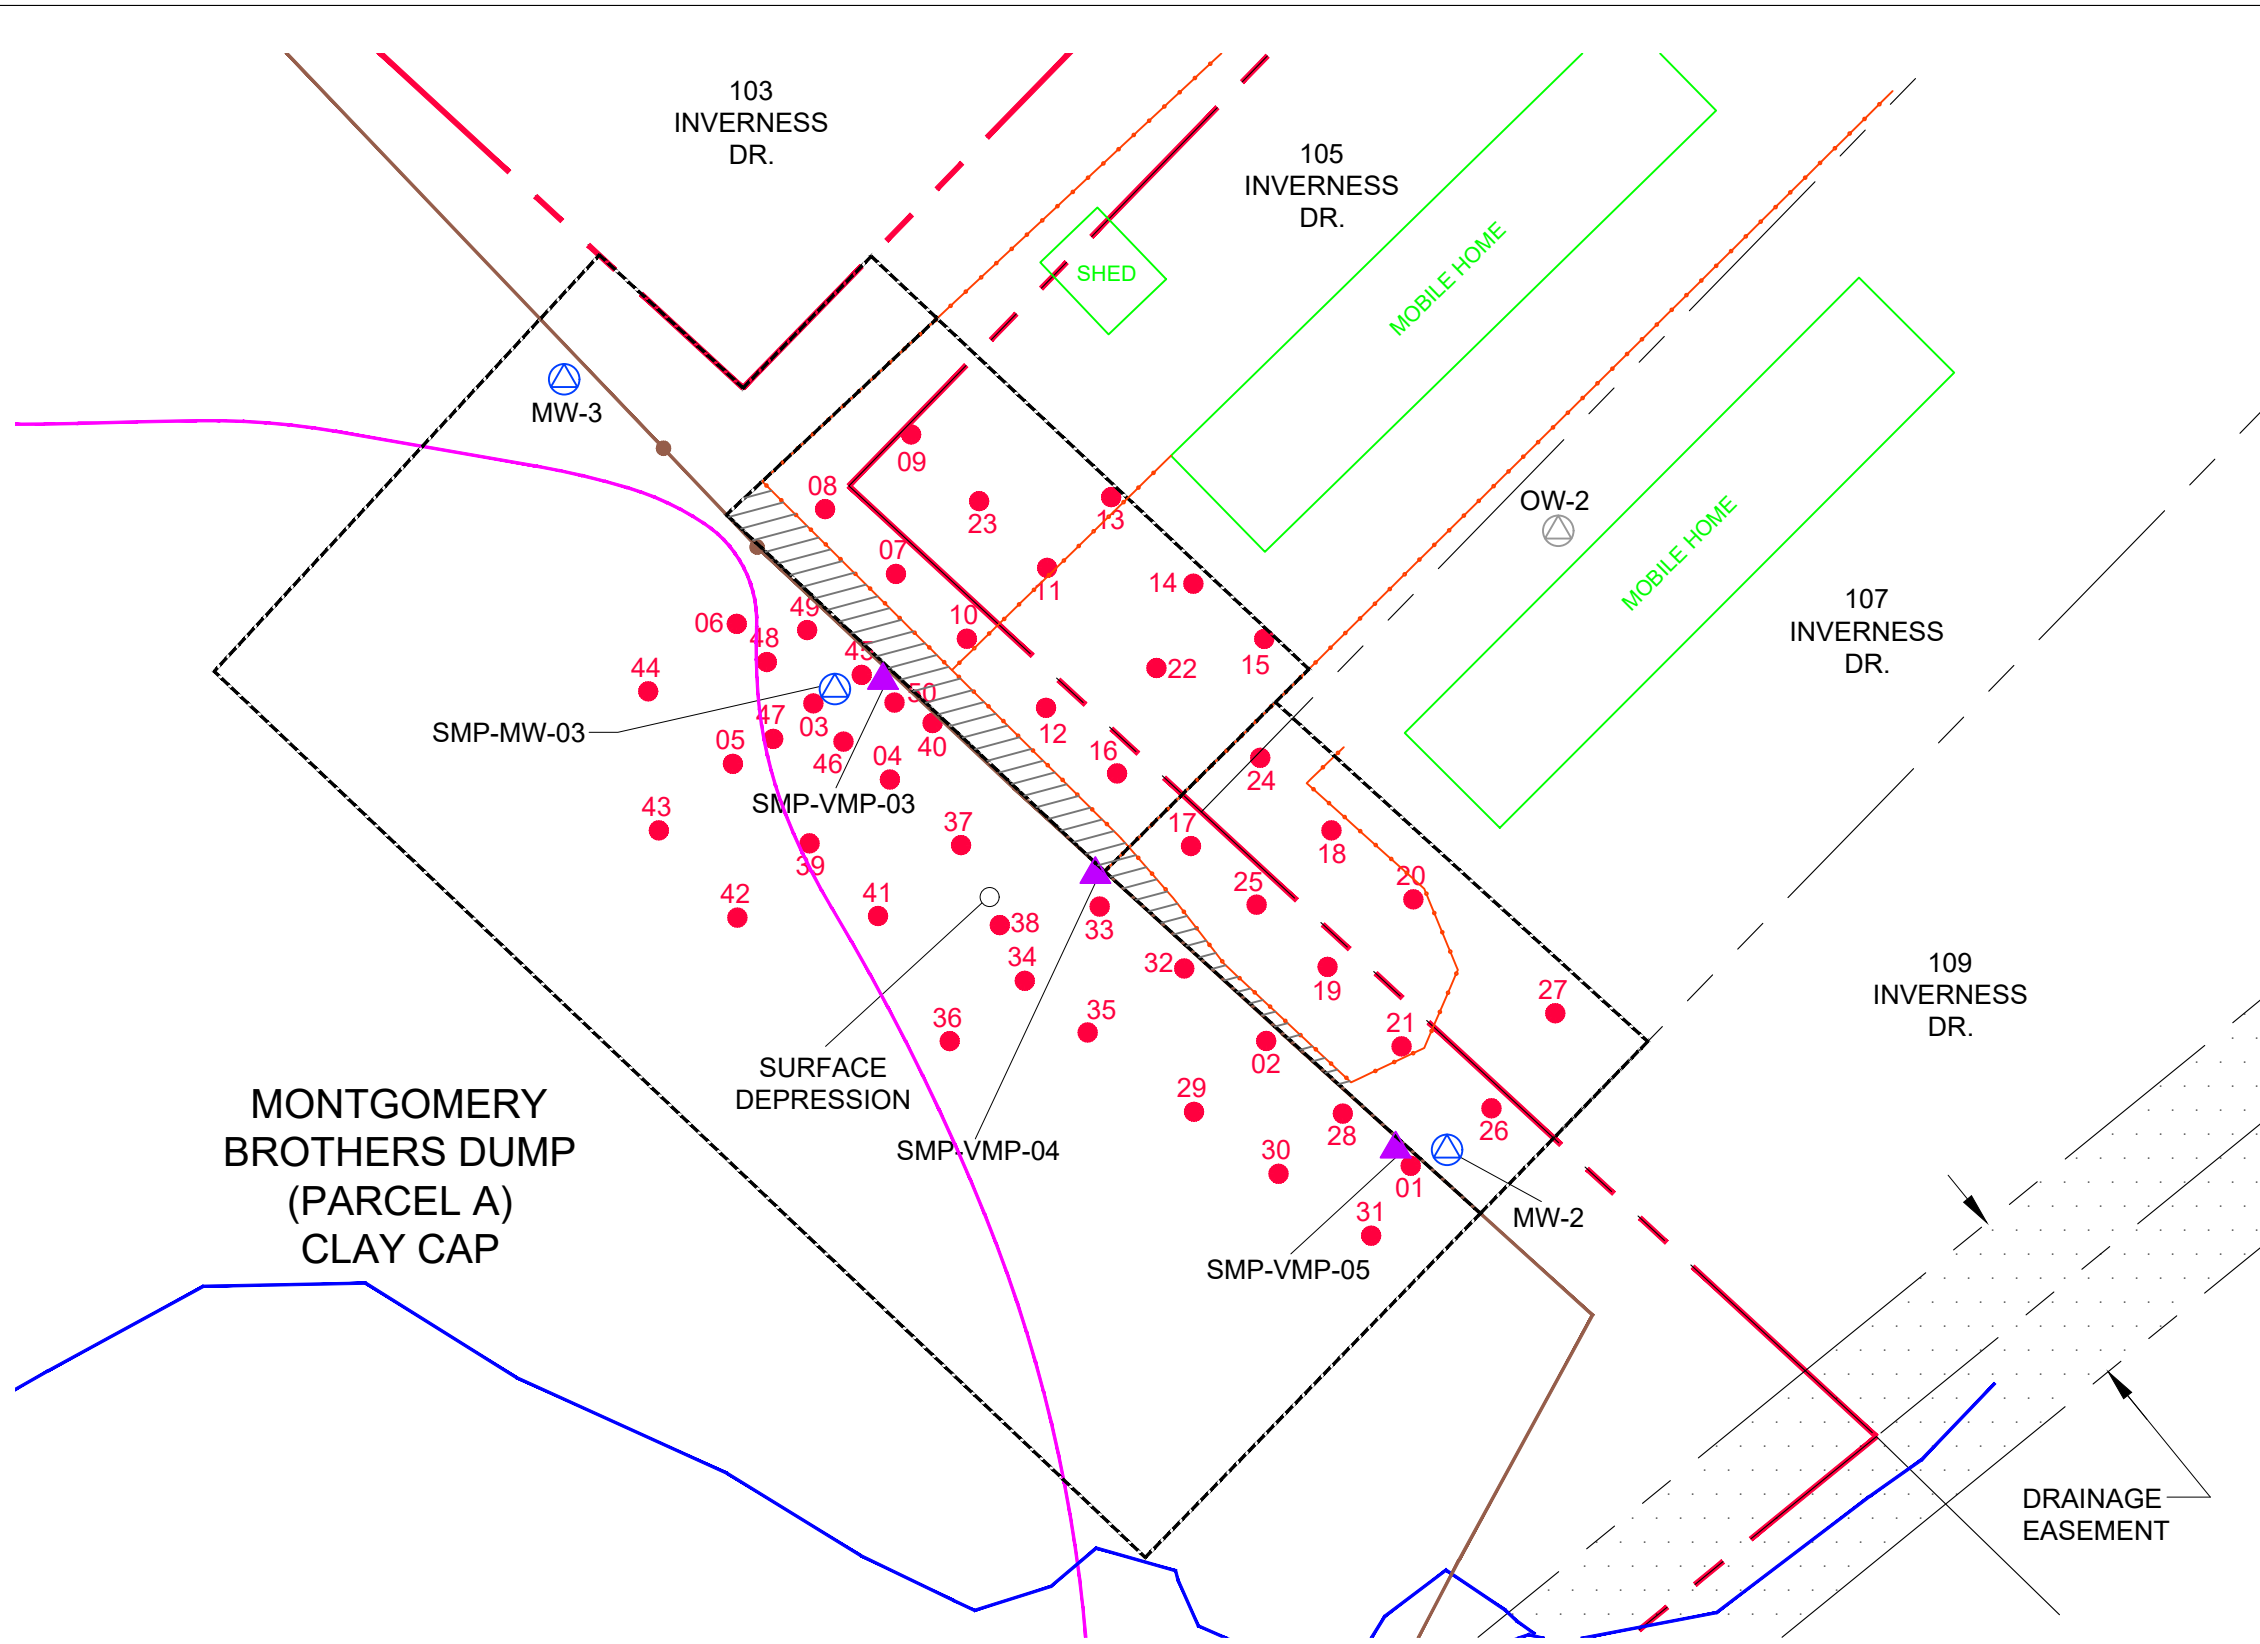 103
INVERNESS
DR.
105
INVERNESS
DR.
SHED
MOBILE HOME
MW-3
09
08
23
13
OW-2
MOBILE HOME
07
11
14
107
INVERNESS
DR.
49
10
06
48
45
22
15
44
50
SMP-MW-03
47
03
12
05
46
04
40
16
24
SMP-VMP-03
43
37
17
18
39
20
25
42
41
38
33
34
32
19
109
INVERNESS
DR.
27
36
35
21
02
SURFACE
DEPRESSION
29
28
26
MONTGOMERY
BROTHERS DUMP
(PARCEL A)
CLAY CAP
SMP-VMP-04
30
01
31
MW-2
SMP-VMP-05
DRAINAGE
EASEMENT